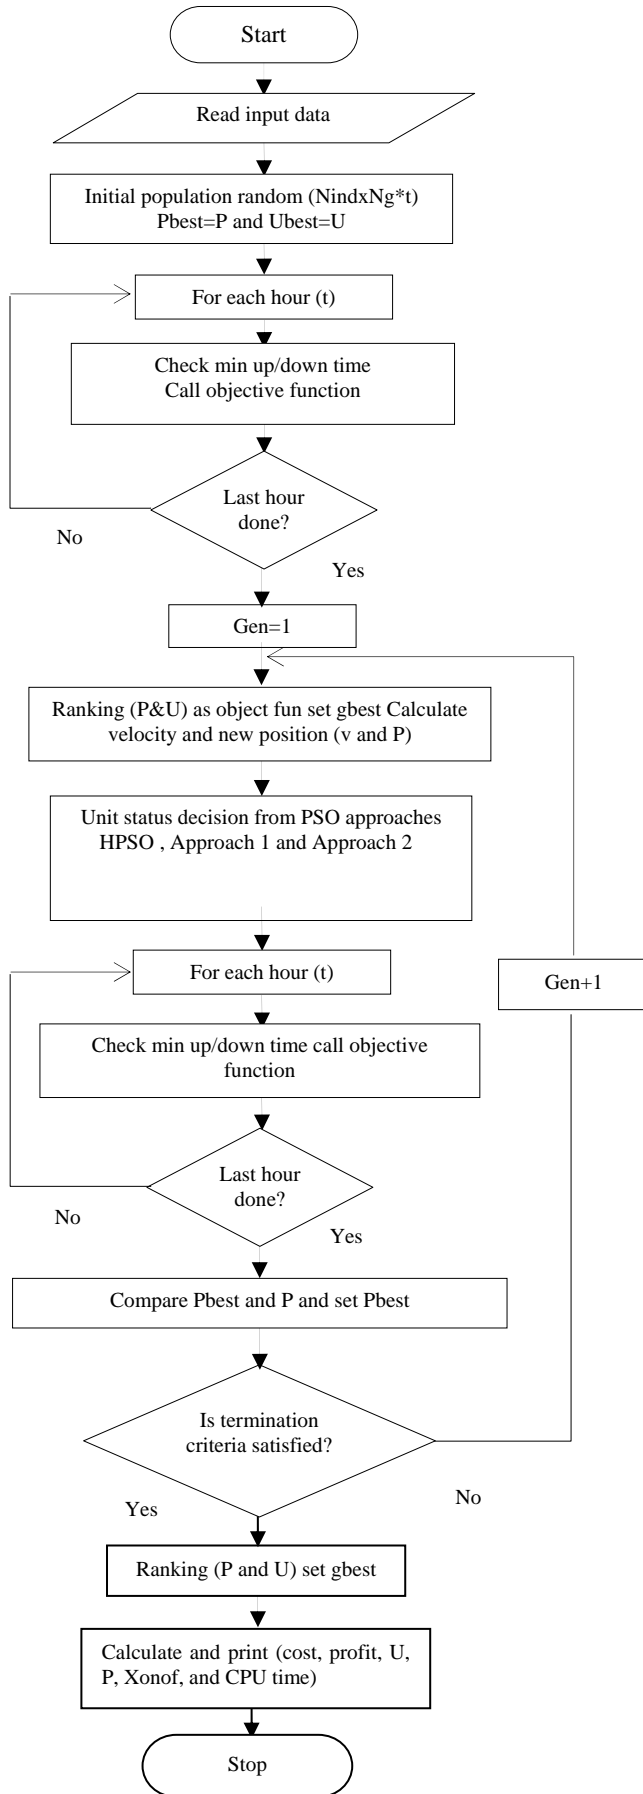 Start
Read input data
Initial population random (NindxNg*t)
Pbest=P and Ubest=U
For each hour (t)
Check min up/down time
Call objective function
Last hour
done?
No
Yes
Gen=1
Ranking (P&U) as object fun set gbest Calculate
velocity and new position (v and P)
Unit status decision from PSO approaches
HPSO , Approach 1 and Approach 2
For each hour (t)
Gen+1
Check min up/down time call objective
function
Last hour
done?
No
Yes
Compare Pbest and P and set Pbest
Is termination
criteria satisfied?
Yes
No
Ranking (P and U) set gbest
Calculate and print (cost, profit, U,
P, Xonof, and CPU time)
Stop